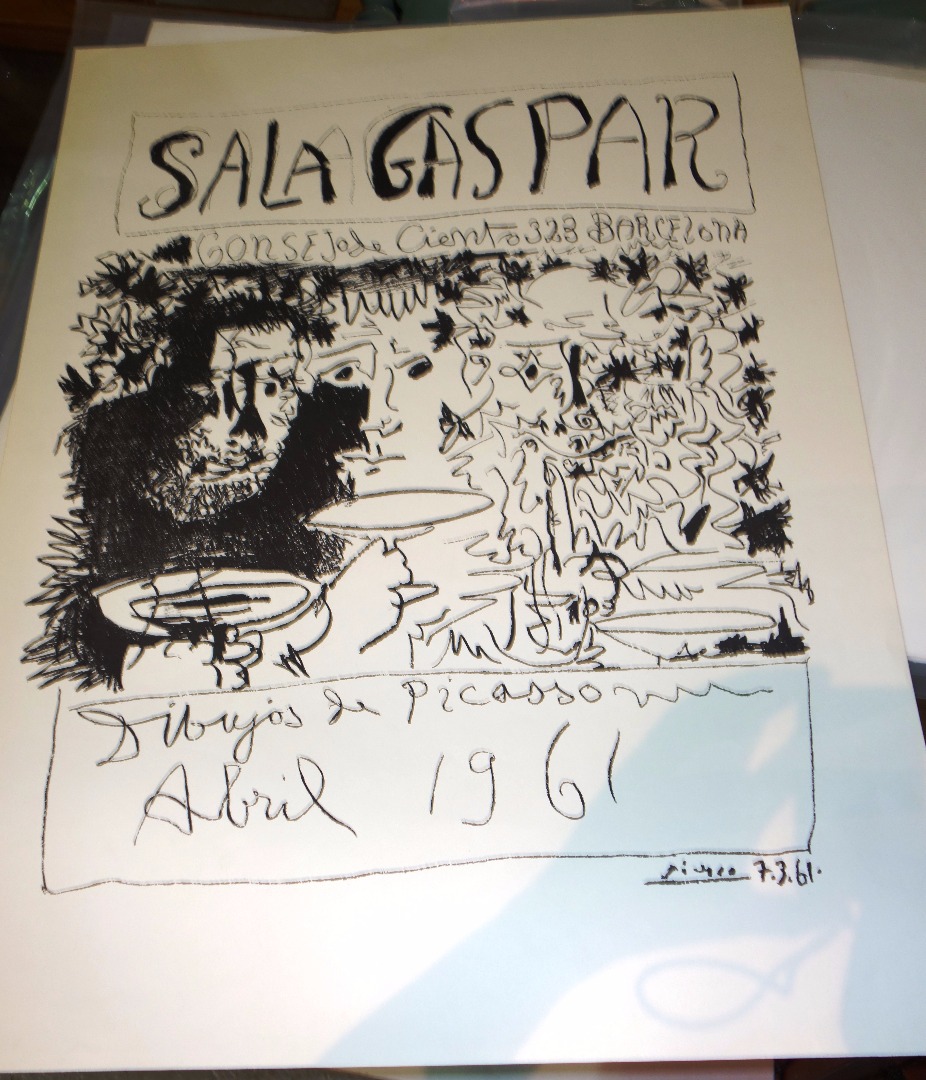 SALA GASPAR
CONSEJO de Ciento 323 BARCELONA
Dibujos de Picasso
Abril 1961
Picasso 7.3.61.